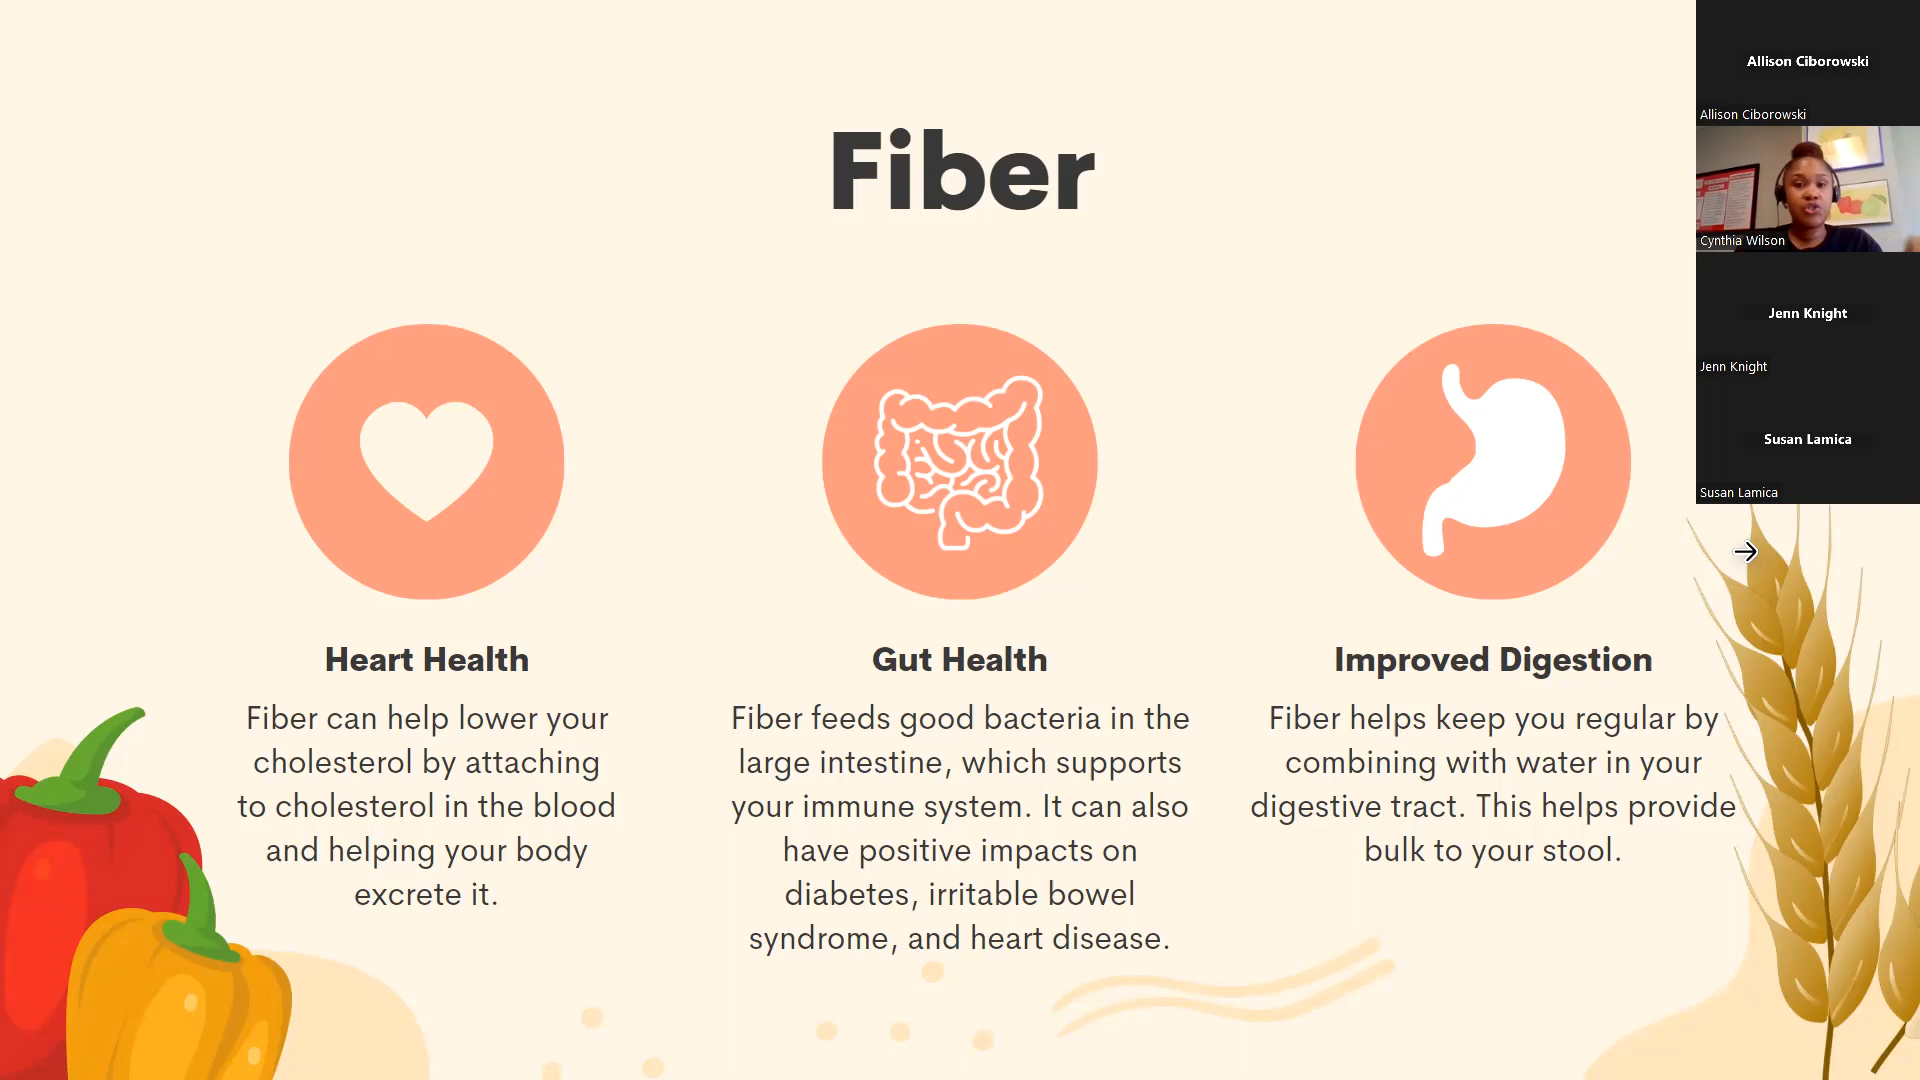 Fiber
Heart Health
Fiber can help lower your
cholesterol by attaching
to cholesterol in the blood
and helping your body
excrete it.
Gut Health
Fiber feeds good bacteria in the
large intestine, which supports
your immune system. It can also
have positive impacts on
diabetes, irritable bowel
syndrome, and heart disease.
Improved Digestion
Fiber helps keep you regular by
combining with water in your
digestive tract. This helps provide
bulk to your stool.
Allison Ciborowski
Allison Ciborowski
Cynthia Wilson
Jenn Knight
Jenn Knight
Susan Lamica
Susan Lamica